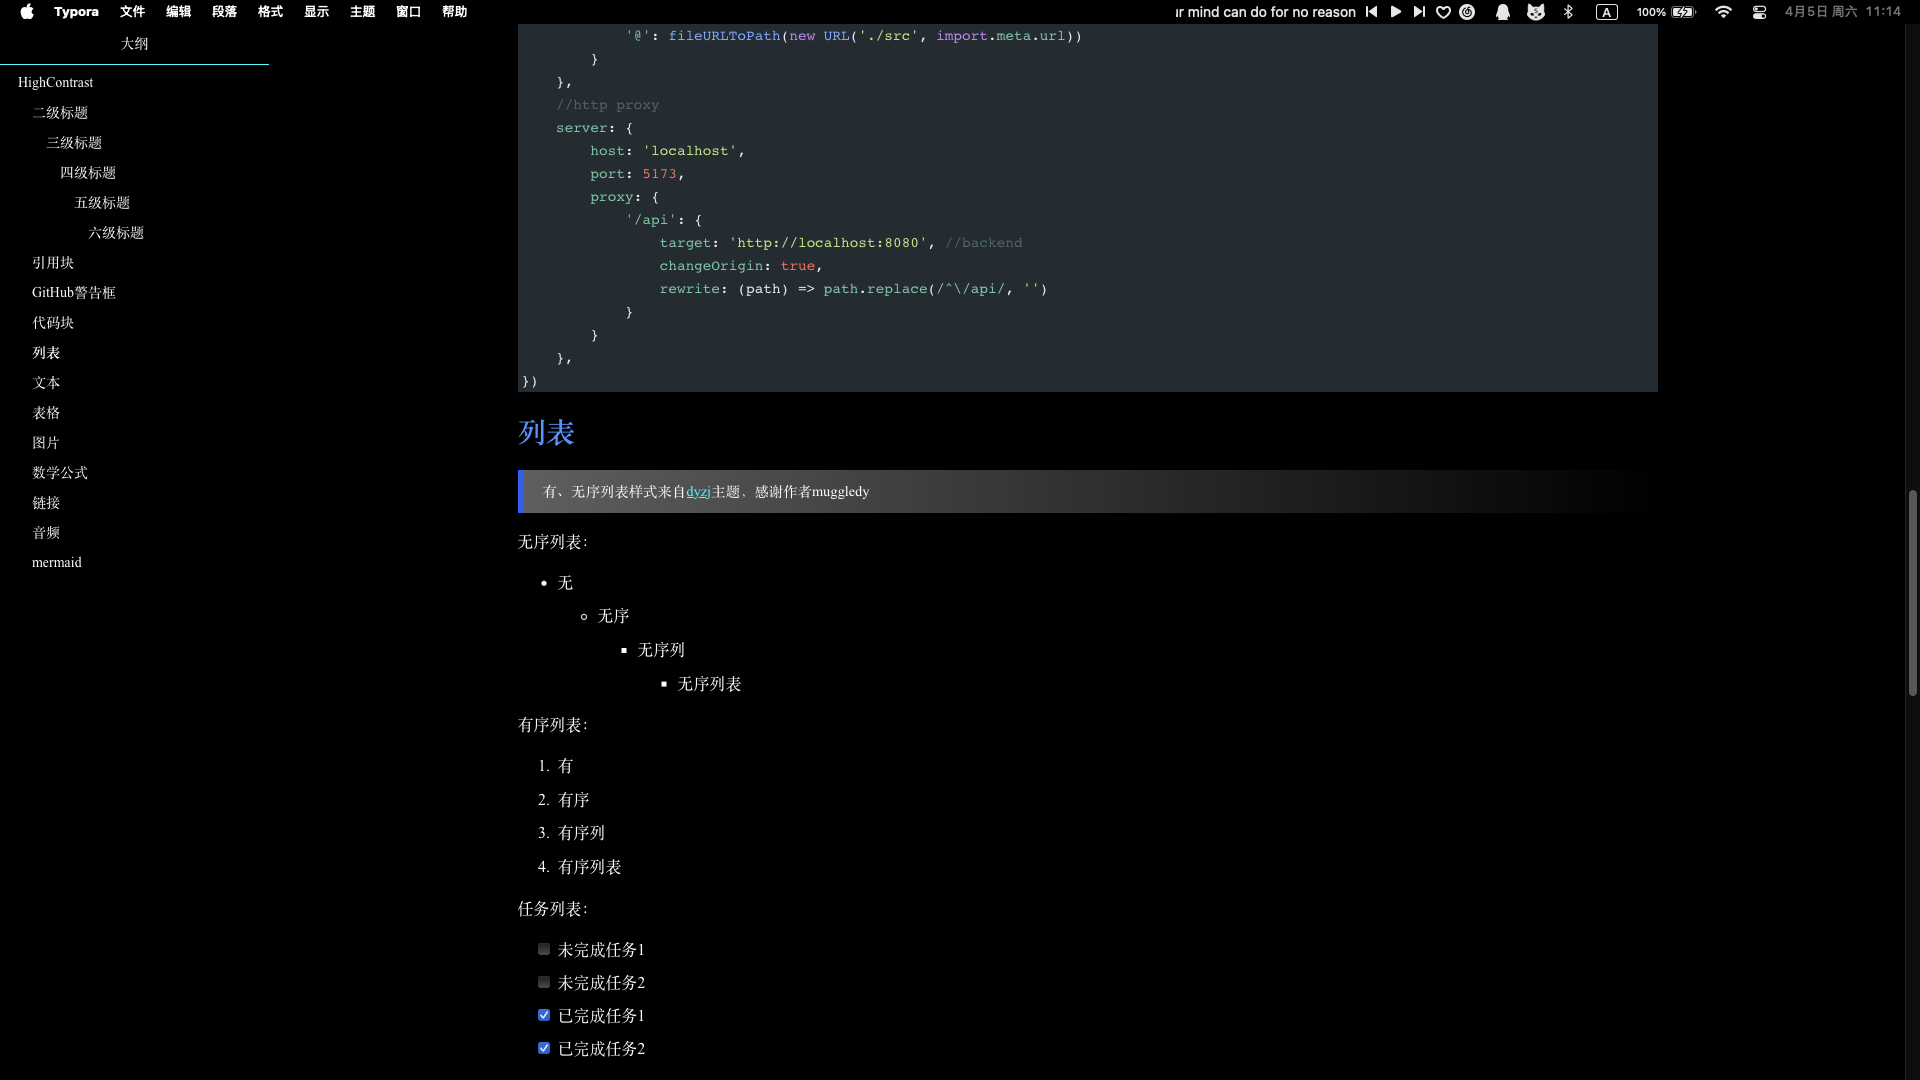 Typora 文件 编辑 段落 格式 显示 主题 窗口 帮助
ır mind can do for no reason A 100% 4月5日 周六 11:14
大纲
HighContrast
二级标题
三级标题
四级标题
五级标题
六级标题
引用块
GitHub警告框
代码块
列表
文本
表格
图片
数学公式
链接
音频
mermaid
'@': fileURLToPath(new URL('./src', import.meta.url))
}
},
//http proxy
server: {
host: 'localhost',
port: 5173,
proxy: {
'/api': {
target: 'http://localhost:8080', //backend
changeOrigin: true,
rewrite: (path) => path.replace(/^\/api/, '')
}
}
},
})
列表
有、无序列表样式来自dyzj主题，感谢作者muggledy
无序列表：
无
无序
无序列
无序列表
有序列表：
1. 有
2. 有序
3. 有序列
4. 有序列表
任务列表：
未完成任务1
未完成任务2
已完成任务1
已完成任务2